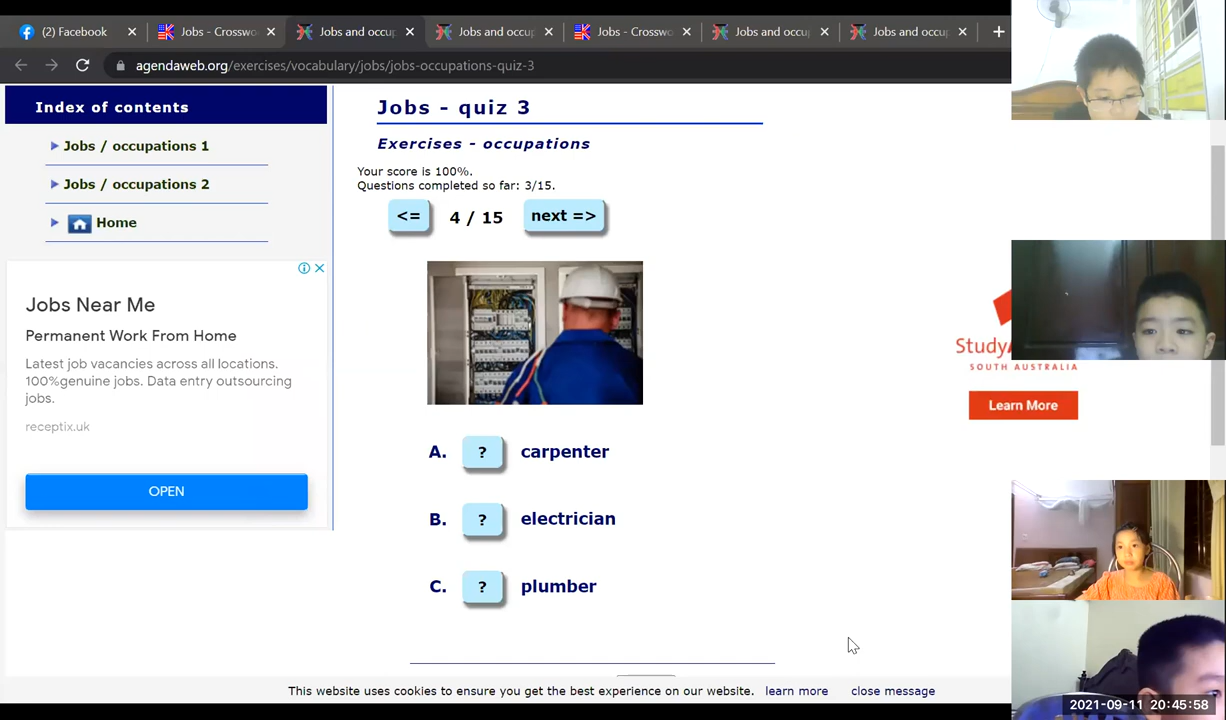 (2) Facebook
Jobs - Crosswo
Jobs and occup
Jobs and occup
Jobs - Crosswo
Jobs and occup
Jobs and occup
agendaweb.org/exercises/vocabulary/jobs/jobs-occupations-quiz-3
Index of contents
Jobs / occupations 1
Jobs / occupations 2
Home
Jobs Near Me
Permanent Work From Home
Latest job vacancies across all locations.
100%genuine jobs. Data entry outsourcing
jobs.
receptix.uk
OPEN
Jobs - quiz 3
Exercises - occupations
Your score is 100%.
Questions completed so far: 3/15.
<= 4 / 15 next =>
A. ? carpenter
B. ? electrician
C. ? plumber
StudyA
SOUTH AUSTRALIA
Learn More
This website uses cookies to ensure you get the best experience on our website. learn more close message
2021-09-11 20:45:58